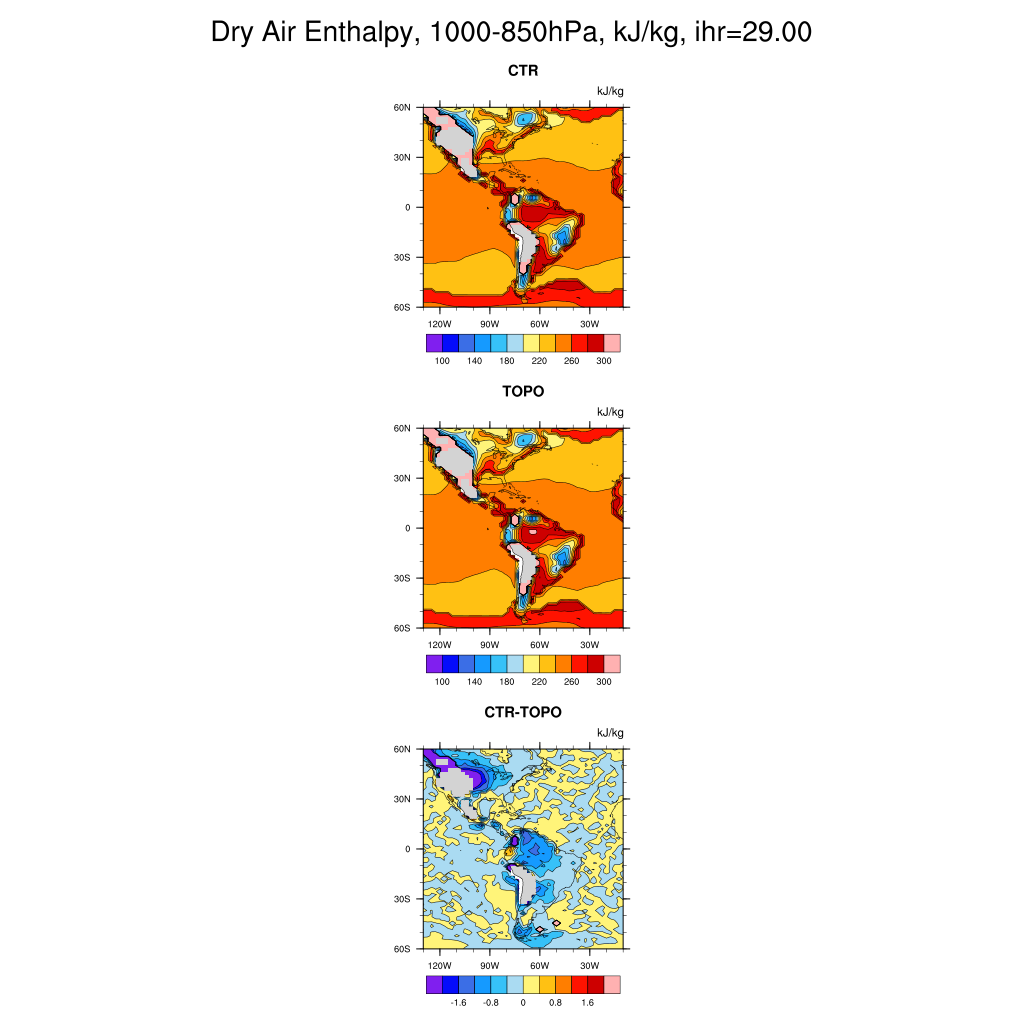 Dry Air Enthalpy, 1000-850hPa, kJ/kg, ihr=29.00
CTR
kJ/kg
60N
30N
0
30S
60S
120W 90W 60W 30W
100 140 180 220 260 300
TOPO
kJ/kg
60N
30N
0
30S
60S
120W 90W 60W 30W
100 140 180 220 260 300
CTR-TOPO
kJ/kg
60N
30N
0
30S
60S
120W 90W 60W 30W
-1.6 -0.8 0 0.8 1.6